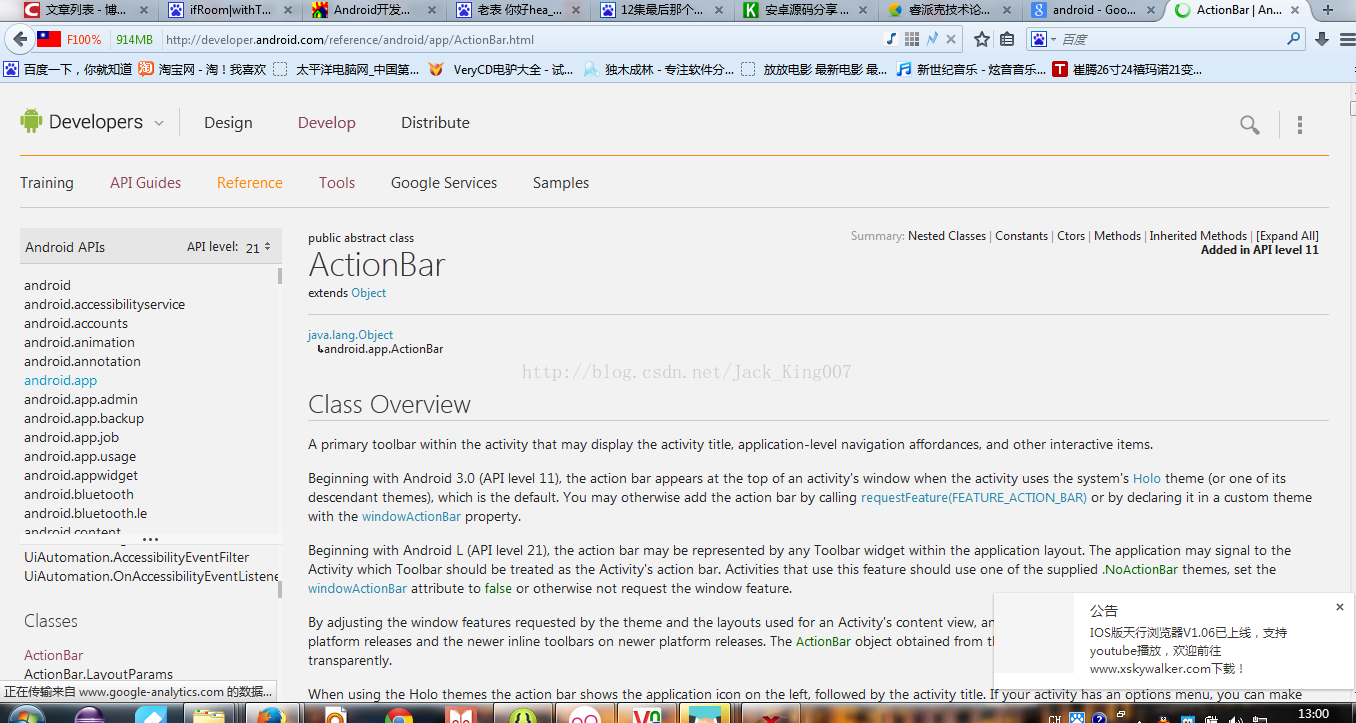 文章列表 - 博...
ifRoom|withT...
Android开发...
老表 你好hea_...
12集最后那个...
安卓源码分享 ...
睿派克技术论...
android - Goo...
ActionBar | An...
F100%
914MB
http://developer.android.com/reference/android/app/ActionBar.html
百度
百度一下，你就知道
淘宝网 - 淘！我喜欢
太平洋电脑网_中国第...
VeryCD电驴大全 - 试...
独木成林 - 专注软件分...
放放电影 最新电影 最...
新世纪音乐 - 炫音音乐...
崔腾26寸24禧玛诺21变...
Developers
Design
Develop
Distribute
Training
API Guides
Reference
Tools
Google Services
Samples
Android APIs
API level: 21
android
android.accessibilityservice
android.accounts
android.animation
android.annotation
android.app
android.app.admin
android.app.backup
android.app.job
android.app.usage
android.appwidget
android.bluetooth
android.bluetooth.le
android.content
UiAutomation.AccessibilityEventFilter
UiAutomation.OnAccessibilityEventListene
Classes
ActionBar
ActionBar.LayoutParams
Summary: Nested Classes | Constants | Ctors | Methods | Inherited Methods | [Expand All]
Added in API level 11
public abstract class
ActionBar
extends Object
java.lang.Object
↳android.app.ActionBar
http://blog.csdn.net/Jack_King007
Class Overview
A primary toolbar within the activity that may display the activity title, application-level navigation affordances, and other interactive items.
Beginning with Android 3.0 (API level 11), the action bar appears at the top of an activity's window when the activity uses the system's Holo theme (or one of its
descendant themes), which is the default. You may otherwise add the action bar by calling requestFeature(FEATURE_ACTION_BAR) or by declaring it in a custom theme
with the windowActionBar property.
Beginning with Android L (API level 21), the action bar may be represented by any Toolbar widget within the application layout. The application may signal to the
Activity which Toolbar should be treated as the Activity's action bar. Activities that use this feature should use one of the supplied .NoActionBar themes, set the
windowActionBar attribute to false or otherwise not request the window feature.
By adjusting the window features requested by the theme and the layouts used for an Activity's content view, an
platform releases and the newer inline toolbars on newer platform releases. The ActionBar object obtained from th
transparently.
When using the Holo themes the action bar shows the application icon on the left, followed by the activity title. If your activity has an options menu, you can make
公告
IOS版天行浏览器V1.06已上线，支持
youtube播放，欢迎前往
www.xskywalker.com下载！
正在传输来自 www.google-analytics.com 的数据...
CH
13:00